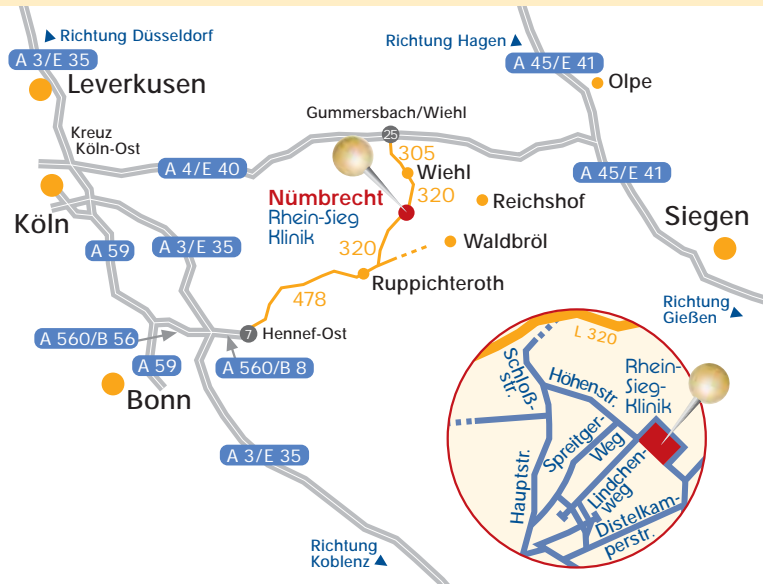 Richtung Düsseldorf
Richtung Hagen
A 3/E 35
A 45/E 41
Leverkusen
Olpe
Gummersbach/Wiehl
Kreuz
Köln-Ost
25
305
A 4/E 40
Wiehl
A 45/E 41
320
Nümbrecht
Rhein-Sieg
Klinik
Reichshof
Köln
Siegen
A 59
A 3/E 35
320
Waldbröl
Ruppichteroth
478
Richtung
Gießen
7
Hennef-Ost
A 560/B 56
A 59
A 560/B 8
Bonn
A 3/E 35
Richtung
Koblenz
L 320
Schloß-
str.
Höhenstr.
Rhein-
Sieg-
Klinik
Spreitger-
Weg
Hauptstr.
Lindchen-
weg
Distelkam-
perstr.